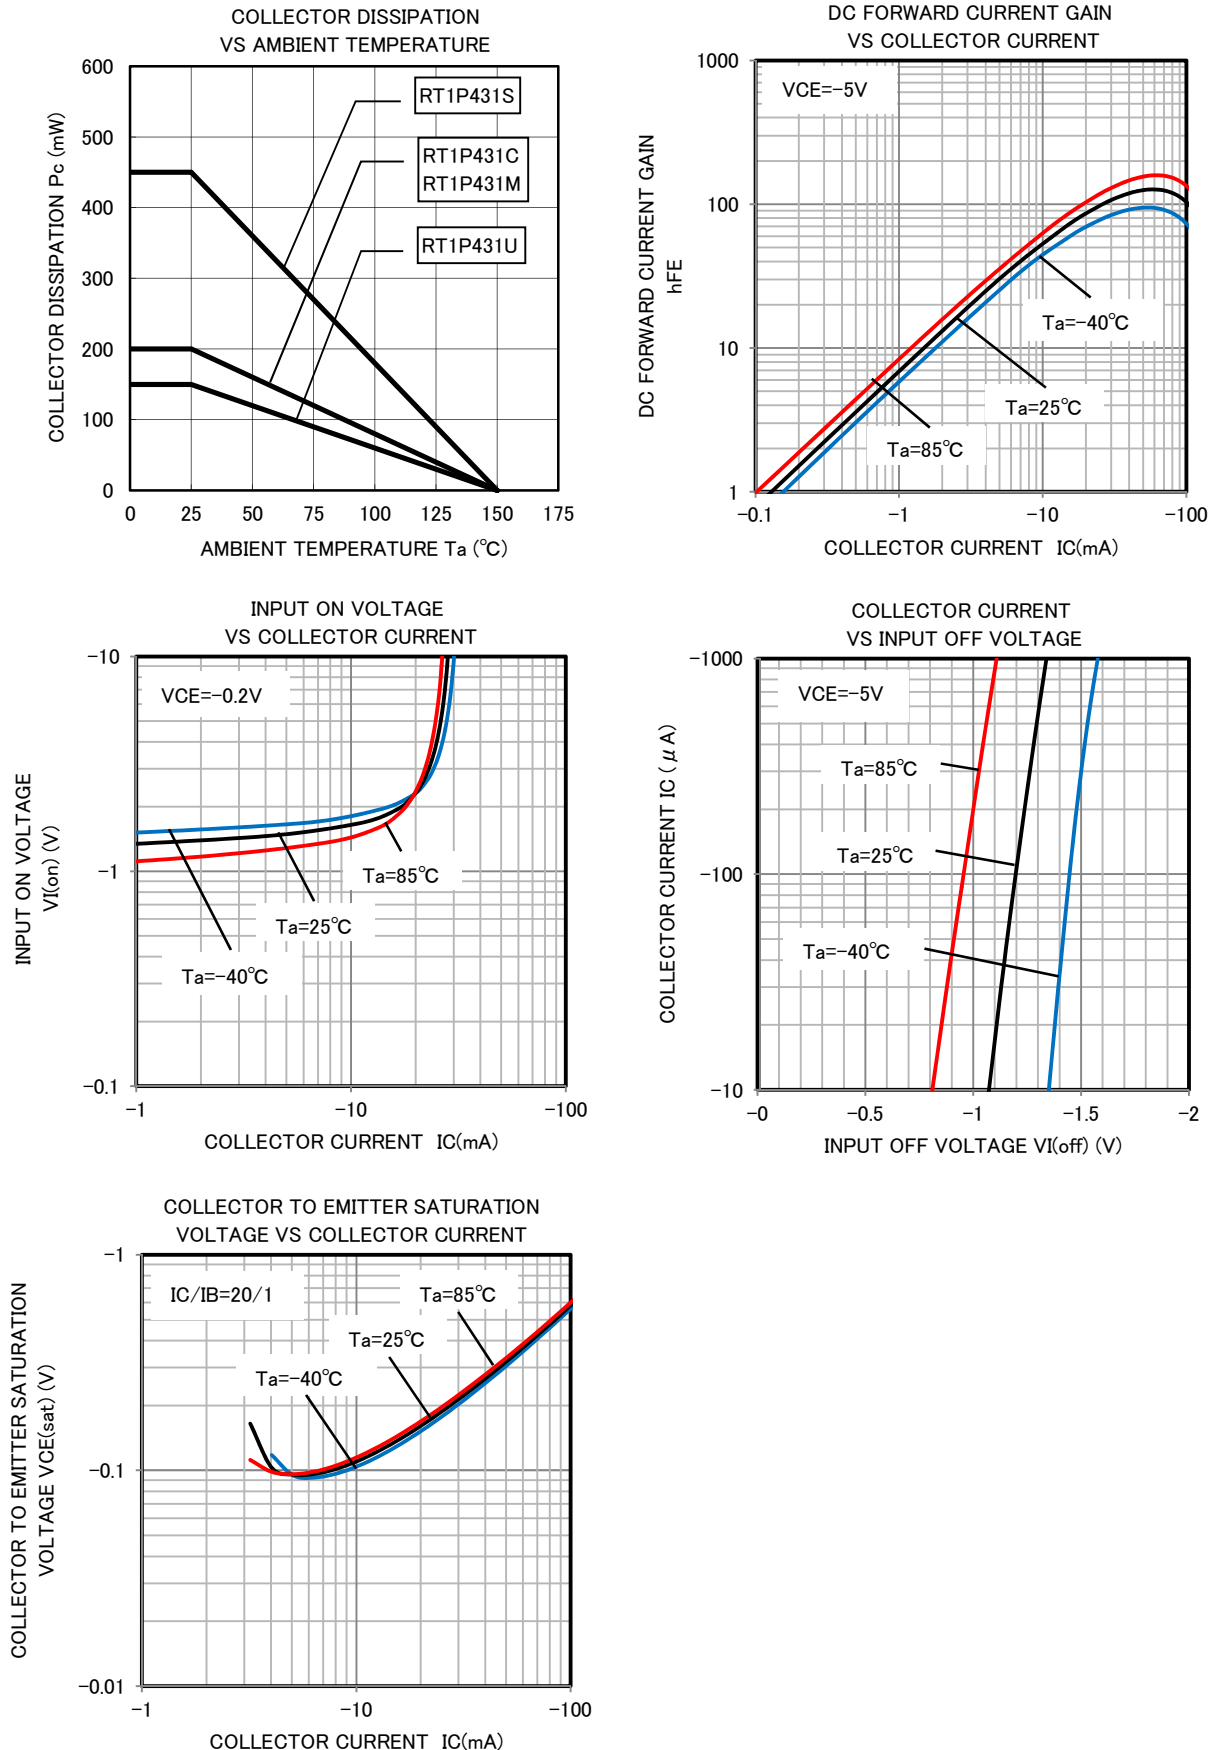 COLLECTOR DISSIPATION
VS AMBIENT TEMPERATURE
COLLECTOR DISSIPATION Pc (mW)
600
500
400
300
200
100
0
0 25 50 75 100 125 150 175
RT1P431S
RT1P431C
RT1P431M
RT1P431U
AMBIENT TEMPERATURE Ta (℃)
DC FORWARD CURRENT GAIN
VS COLLECTOR CURRENT
DC FORWARD CURRENT GAIN
hFE
1000
100
10
1
-0.1 -1 -10 -100
VCE=-5V
Ta=-40℃
Ta=25℃
Ta=85℃
COLLECTOR CURRENT IC(mA)
INPUT ON VOLTAGE
VS COLLECTOR CURRENT
INPUT ON VOLTAGE
VI(on) (V)
-10
-1
-0.1
-1 -10 -100
VCE=-0.2V
Ta=85℃
Ta=25℃
Ta=-40℃
COLLECTOR CURRENT IC(mA)
COLLECTOR CURRENT
VS INPUT OFF VOLTAGE
COLLECTOR CURRENT IC (μA)
-1000
-100
-10
-0 -0.5 -1 -1.5 -2
VCE=-5V
Ta=85℃
Ta=25℃
Ta=-40℃
INPUT OFF VOLTAGE VI(off) (V)
COLLECTOR TO EMITTER SATURATION
VOLTAGE VS COLLECTOR CURRENT
COLLECTOR TO EMITTER SATURATION
VOLTAGE VCE(sat) (V)
-1
-0.1
-0.01
-1 -10 -100
IC/IB=20/1
Ta=85℃
Ta=25℃
Ta=-40℃
COLLECTOR CURRENT IC(mA)